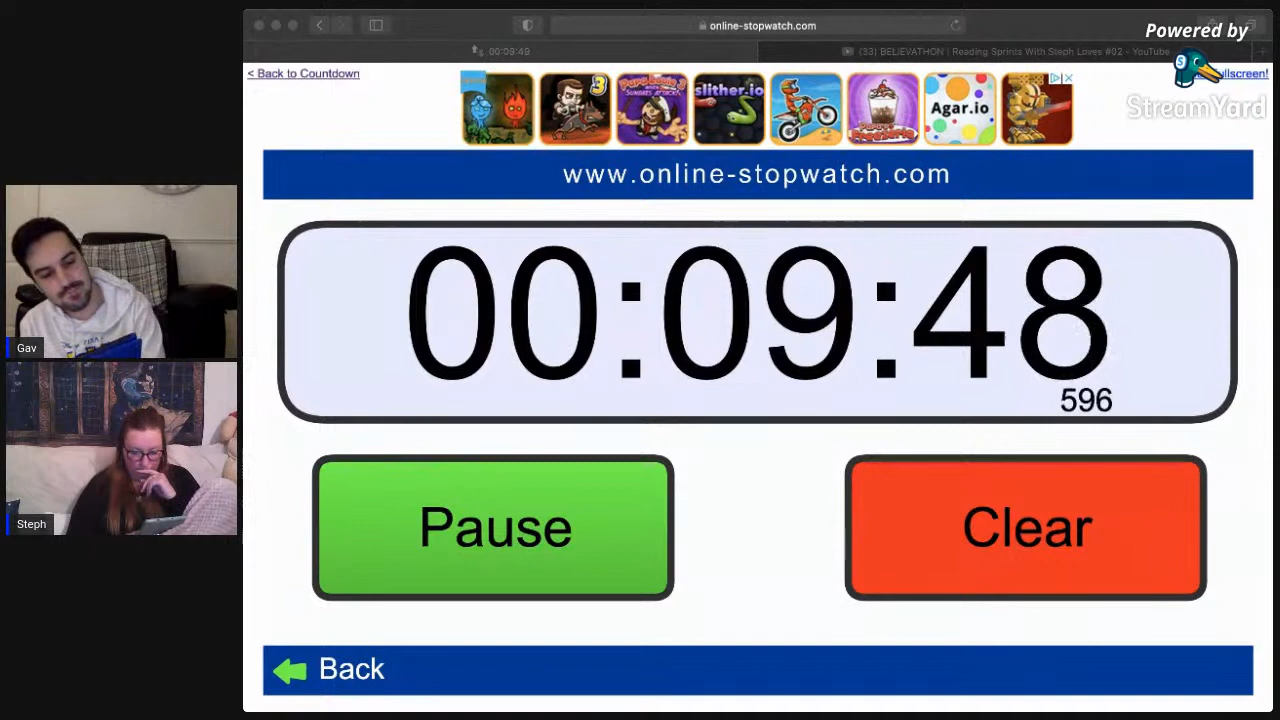 online-stopwatch.com
Powered by
00:09:49
(33) BELIEVATHON | Reading Sprints With Steph Loves #02 - YouTube
< Back to Countdown
ullscreen!
StreamYard
3
slither.io
Agar.io
www.online-stopwatch.com
00:09:48
596
Gav
Steph
Pause
Clear
Back